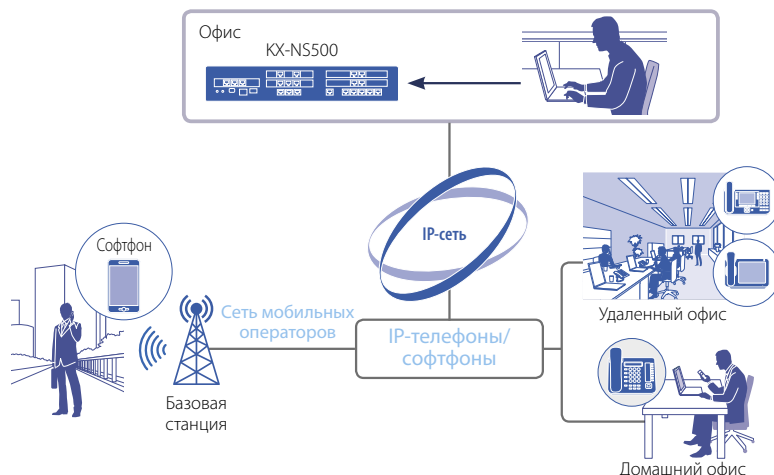 Офис
KX-NS500
IP-сеть
Софтфон
Сеть мобильных
операторов
IP-телефоны/
софтфоны
Удаленный офис
Базовая
станция
Домашний офис